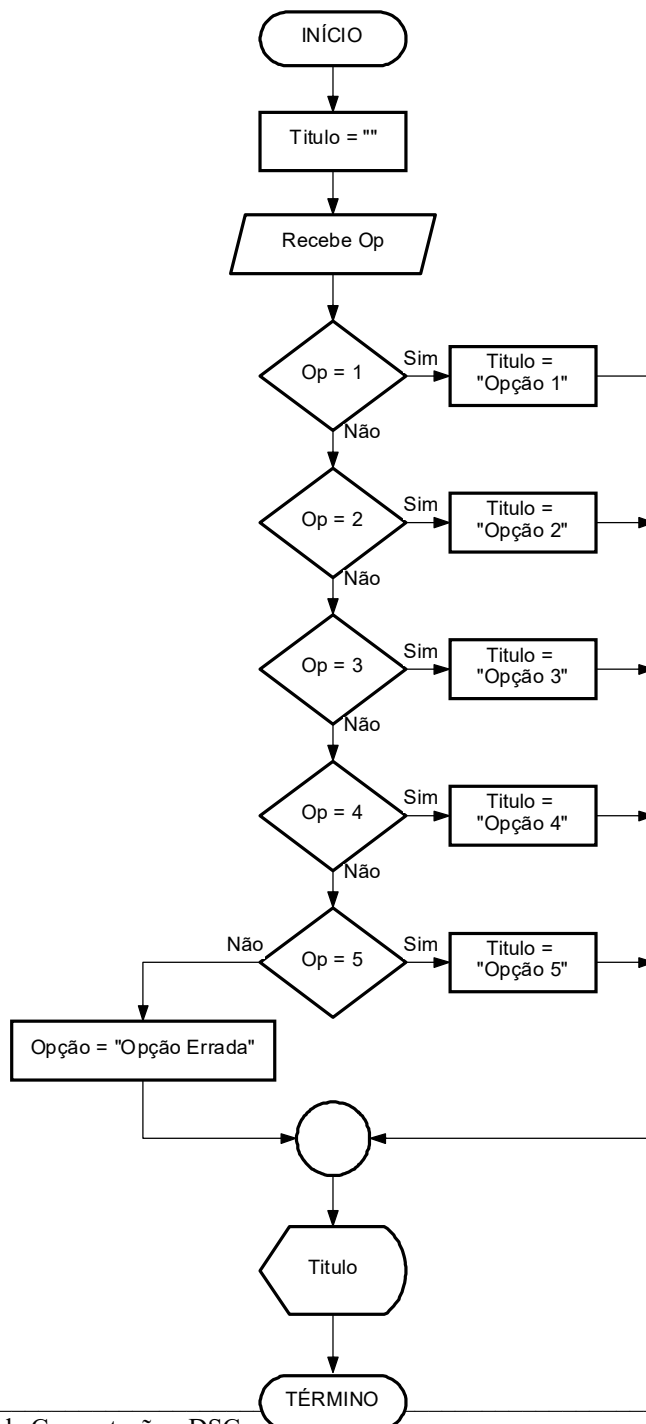 INÍCIO
Titulo = ""
Recebe Op
Op = 1
Sim
Titulo =
"Opção 1"
Não
Op = 2
Sim
Titulo =
"Opção 2"
Não
Op = 3
Sim
Titulo =
"Opção 3"
Não
Op = 4
Sim
Titulo =
"Opção 4"
Não
Não
Op = 5
Sim
Titulo =
"Opção 5"
Opção = "Opção Errada"
Titulo
TÉRMINO